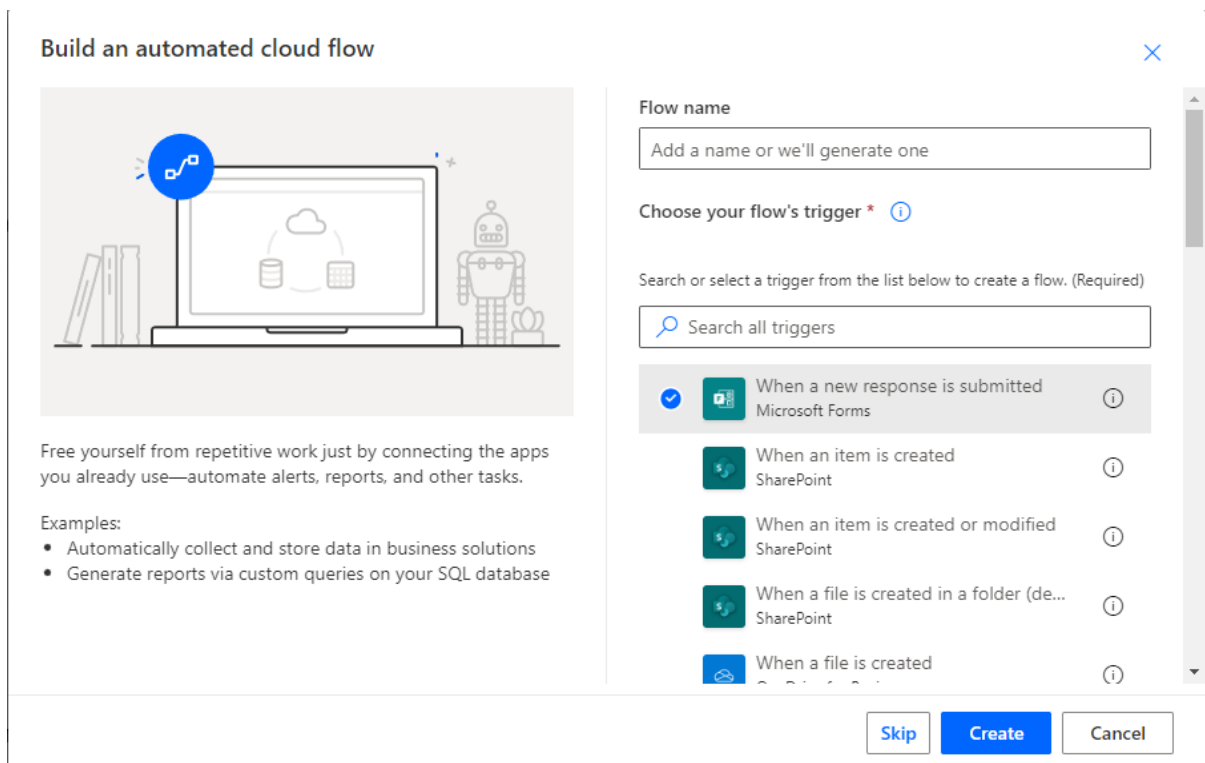 Build an automated cloud flow
Free yourself from repetitive work just by connecting the apps
you already use—automate alerts, reports, and other tasks.
Examples:
• Automatically collect and store data in business solutions
• Generate reports via custom queries on your SQL database
Flow name
Add a name or we'll generate one
Choose your flow's trigger *
Search or select a trigger from the list below to create a flow. (Required)
Search all triggers
When a new response is submitted
Microsoft Forms
When an item is created
SharePoint
When an item is created or modified
SharePoint
When a file is created in a folder (de...
SharePoint
When a file is created
Skip
Create
Cancel